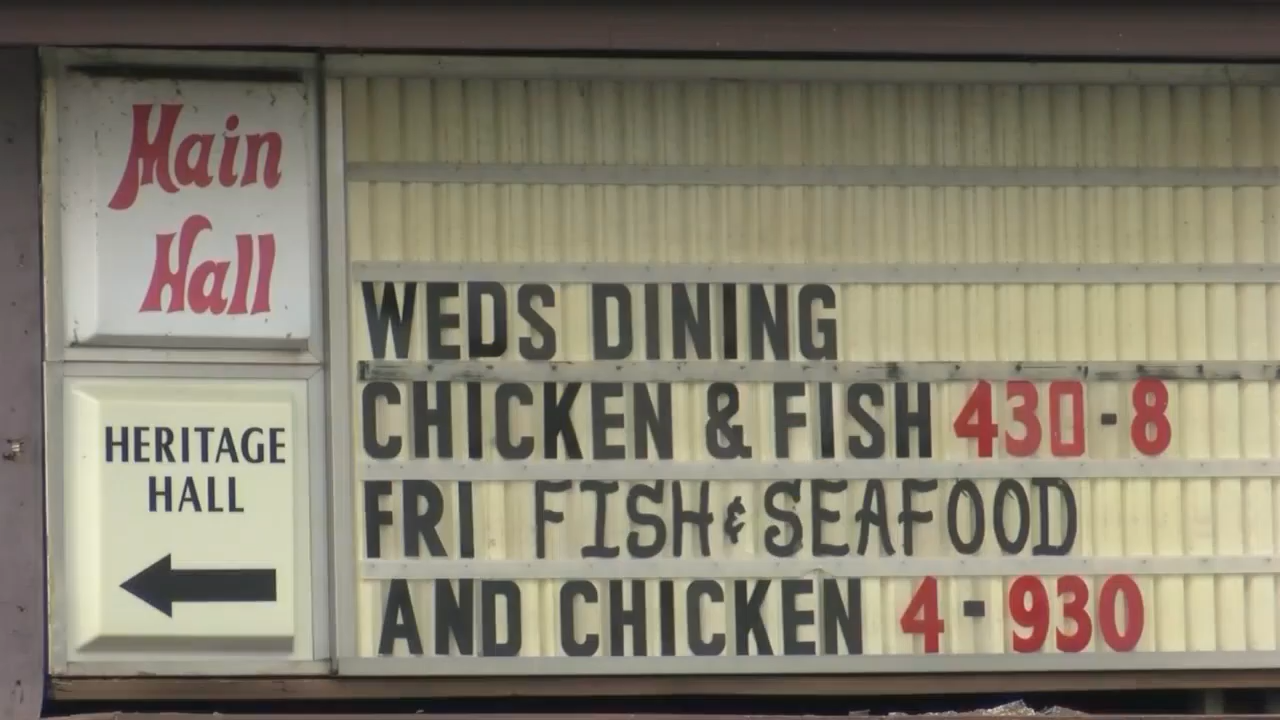 Main
Hall
HERITAGE
HALL
WEDS DINING
CHICKEN & FISH 430-8
FRI FISH & SEAFOOD
AND CHICKEN 4-930